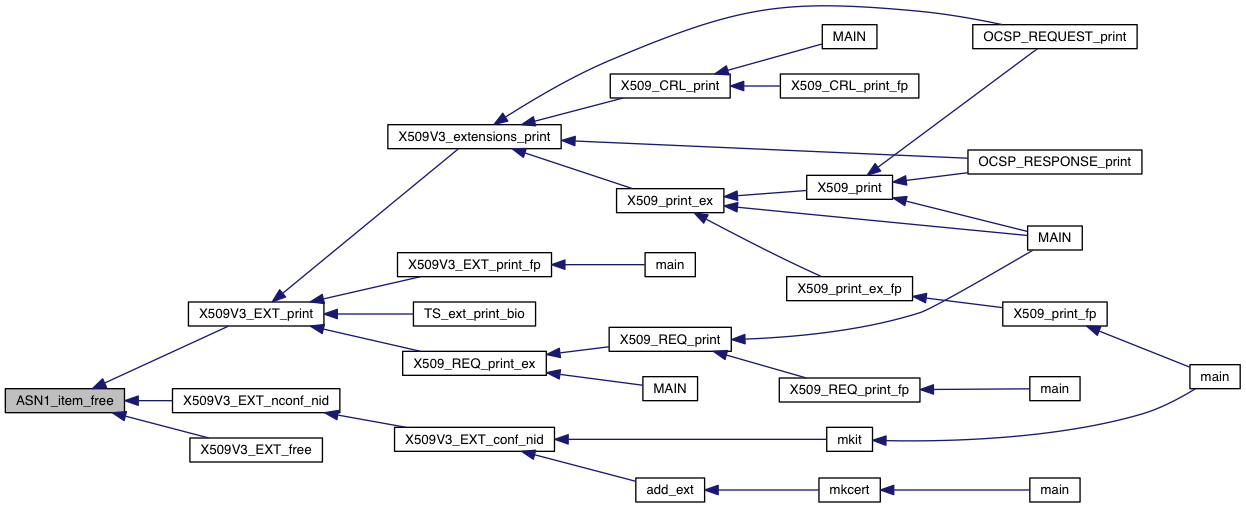 MAIN
OCSP_REQUEST_print
X509_CRL_print
X509_CRL_print_fp
X509V3_extensions_print
OCSP_RESPONSE_print
X509_print
X509_print_ex
MAIN
X509V3_EXT_print_fp
main
X509_print_ex_fp
X509V3_EXT_print
TS_ext_print_bio
X509_print_fp
X509_REQ_print
X509_REQ_print_ex
main
MAIN
X509_REQ_print_fp
main
ASN1_item_free
X509V3_EXT_nconf_nid
X509V3_EXT_conf_nid
mkit
X509V3_EXT_free
add_ext
mkcert
main